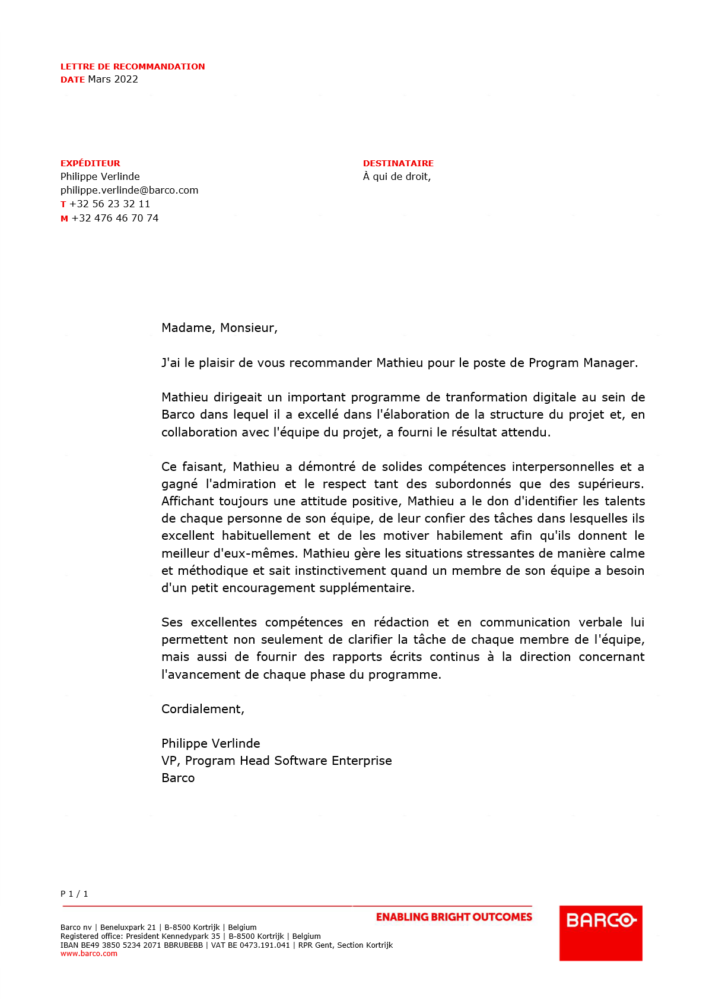 LETTRE DE RECOMMANDATION
DATE Mars 2022
EXPÉDITEUR
Philippe Verlinde
philippe.verlinde@barco.com
T +32 56 23 32 11
M +32 476 46 70 74
DESTINATAIRE
À qui de droit,
Madame, Monsieur,
J'ai le plaisir de vous recommander Mathieu pour le poste de Program Manager.
Mathieu dirigeait un important programme de tranformation digitale au sein de
Barco dans lequel il a excellé dans l'élaboration de la structure du projet et, en
collaboration avec l'équipe du projet, a fourni le résultat attendu.
Ce faisant, Mathieu a démontré de solides compétences interpersonnelles et a
gagné l'admiration et le respect tant des subordonnés que des supérieurs.
Affichant toujours une attitude positive, Mathieu a le don d'identifier les talents
de chaque personne de son équipe, de leur confier des tâches dans lesquelles ils
excellent habituellement et de les motiver habilement afin qu'ils donnent le
meilleur d'eux-mêmes. Mathieu gère les situations stressantes de manière calme
et méthodique et sait instinctivement quand un membre de son équipe a besoin
d'un petit encouragement supplémentaire.
Ses excellentes compétences en rédaction et en communication verbale lui
permettent non seulement de clarifier la tâche de chaque membre de l'équipe,
mais aussi de fournir des rapports écrits continus à la direction concernant
l'avancement de chaque phase du programme.
Cordialement,
Philippe Verlinde
VP, Program Head Software Enterprise
Barco
P 1 / 1
ENABLING BRIGHT OUTCOMES
BARCO
Barco nv | Beneluxpark 21 | B-8500 Kortrijk | Belgium
Registered office: President Kennedypark 35 | B-8500 Kortrijk | Belgium
IBAN BE49 3850 5234 2071 BBRUBEBB | VAT BE 0473.191.041 | RPR Gent, Section Kortrijk
www.barco.com